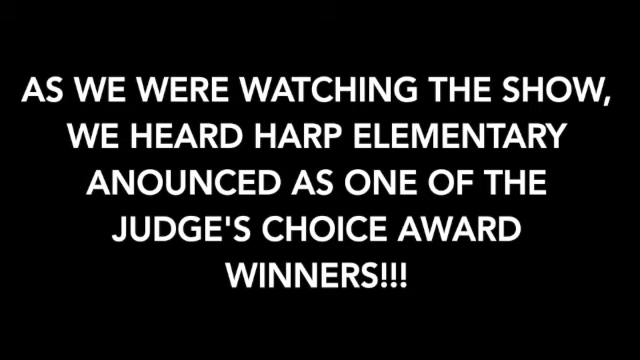 AS WE WERE WATCHING THE SHOW,
WE HEARD HARP ELEMENTARY
ANOUNCED AS ONE OF THE
JUDGE'S CHOICE AWARD
WINNERS!!!